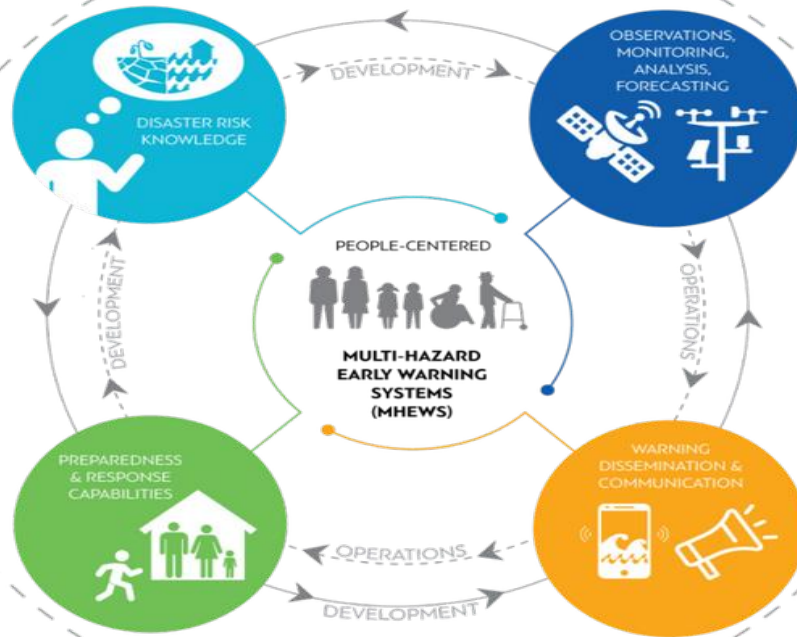 DISASTER RISK
KNOWLEDGE
DEVELOPMENT
OBSERVATIONS,
MONITORING,
ANALYSIS,
FORECASTING
PEOPLE-CENTERED
MULTI-HAZARD
EARLY WARNING
SYSTEMS
(MHEWS)
DEVELOPMENT
OPERATIONS
PREPAREDNESS
& RESPONSE
CAPABILITIES
WARNING
DISSEMINATION &
COMMUNICATION
OPERATIONS
DEVELOPMENT